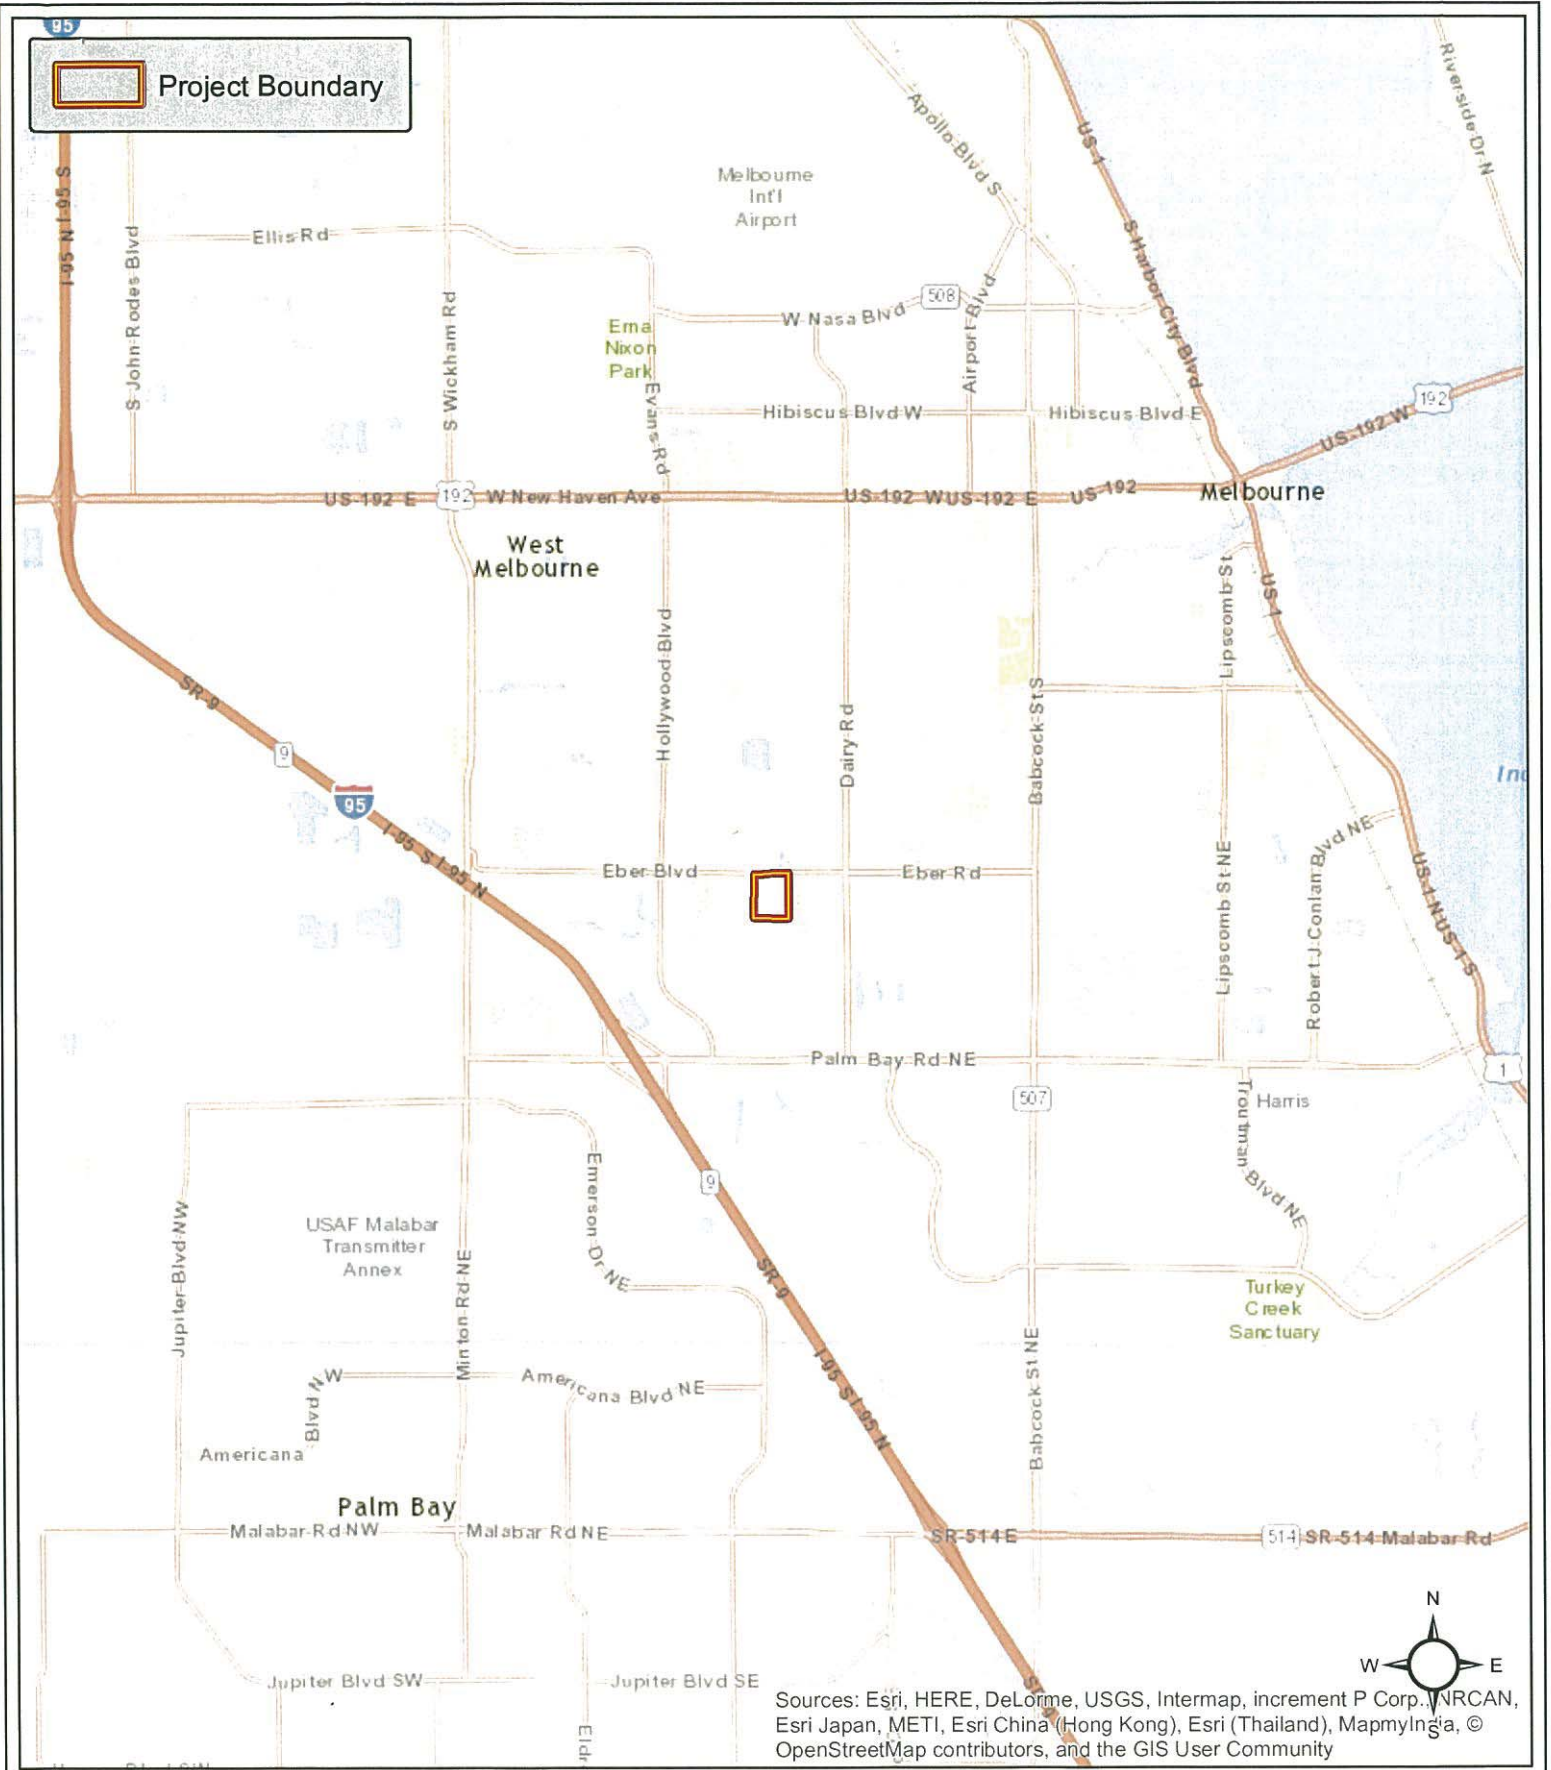 95
Project Boundary
Riverside Dr N
Apollo Blvd S
US-1
Melbourne
Int'l
Airport
I-95 N I-95 S
S John Rodes Blvd
Ellis Rd
S Harbor City Blvd
508
W Nasa Blvd
Airport Blvd
S Wickham Rd
Erna
Nixon
Park
Evans Rd
Hibiscus Blvd W
Hibiscus Blvd E
192
US-192 W
US-192 E
192
W New Haven Ave
US-192 W
US-192 E
US-192
Melbourne
West
Melbourne
Lipscomb St
US-1
Hollywood Blvd
SR-9
Dairy Rd
Babcock St S
9
95
Ind
I-95 S I-95 N
Robert J Conlan Blvd NE
Lipscomb St NE
US-1 N US-1 S
Eber Blvd
Eber Rd
Palm Bay Rd NE
1
507
Harris
Troutman Blvd NE
Emerson Dr NE
9
Jupiter Blvd NW
USAF Malabar
Transmitter
Annex
Minton Rd NE
SR-9
Turkey
Creek
Sanctuary
I-95 S I-95 N
Babcock St NE
Americana Blvd NW
Americana Blvd NE
Palm Bay
Malabar Rd NW
Malabar Rd NE
SR-514 E
514
SR-514 Malabar Rd
N
W
E
S
Jupiter Blvd SW
Jupiter Blvd SE
SR-9
Eldr
Sources: Esri, HERE, DeLorme, USGS, Intermap, increment P Corp., NRCAN,
Esri Japan, METI, Esri China (Hong Kong), Esri (Thailand), MapmyIndia, ©
OpenStreetMap contributors, and the GIS User Community